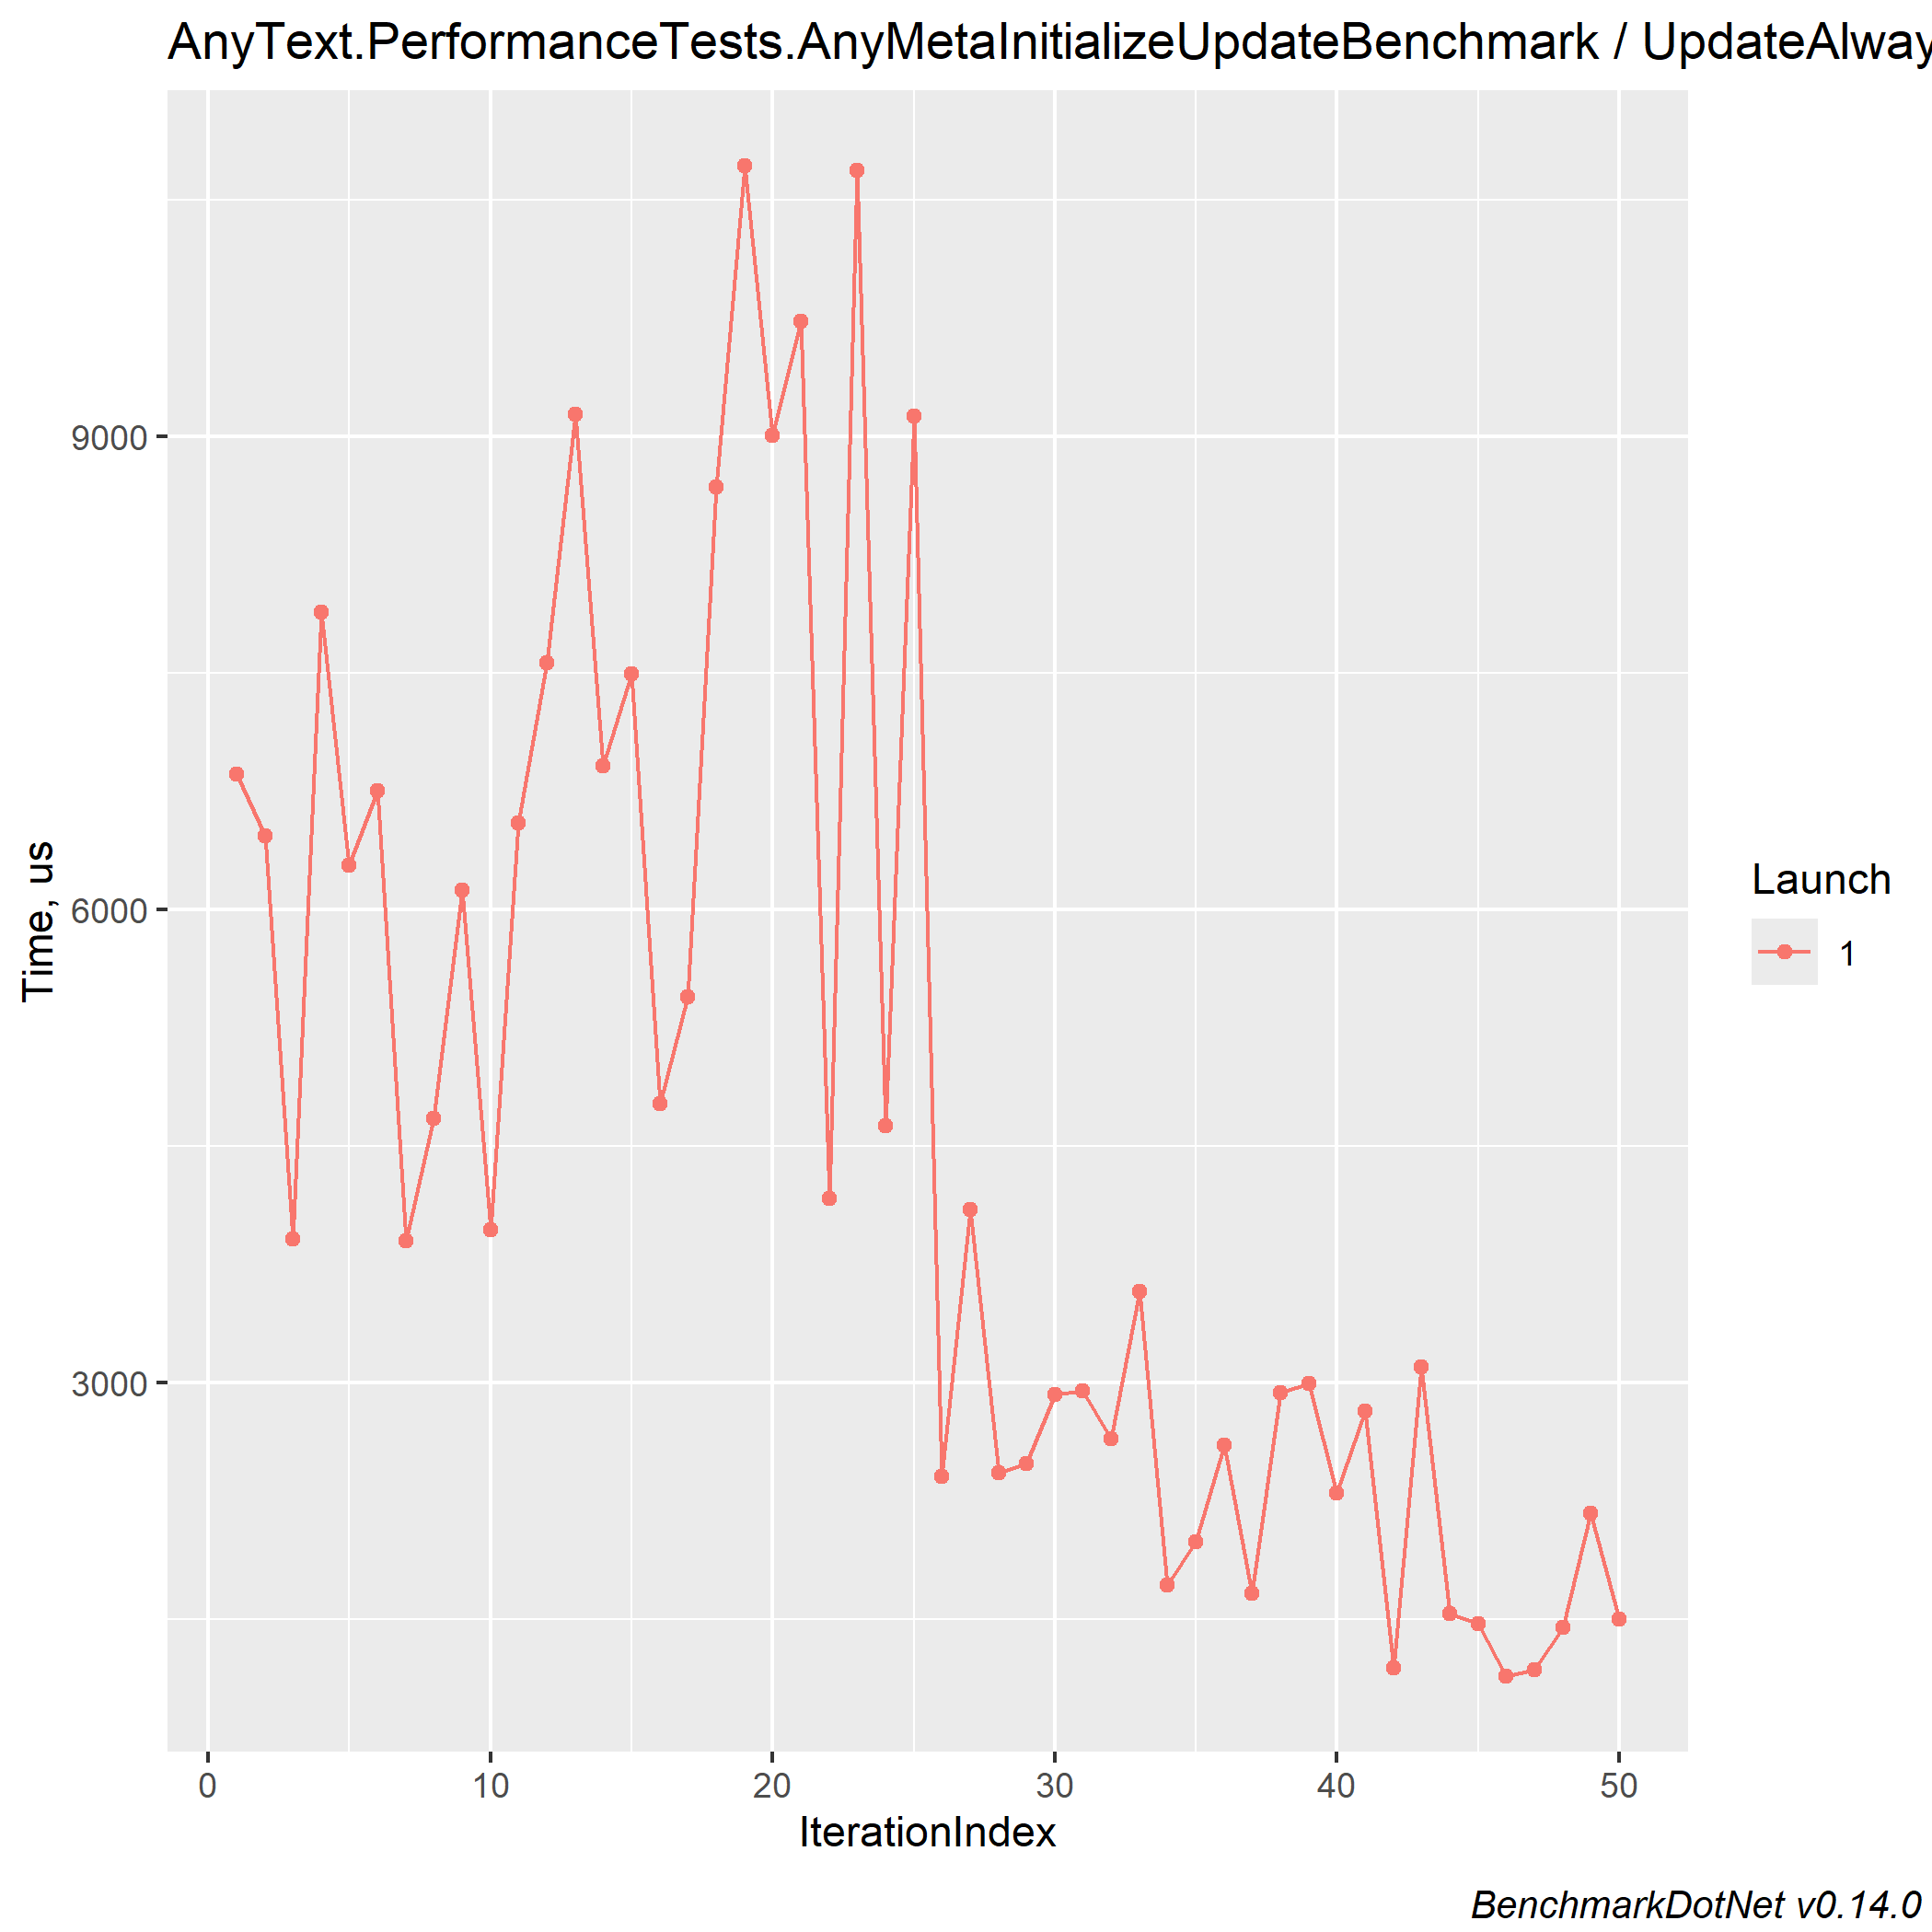 AnyText.PerformanceTests.AnyMetaInitializeUpdateBenchmark / UpdateAlway
9000
6000
3000
Time, us
0 10 20 30 40 50
IterationIndex
Launch
1
BenchmarkDotNet v0.14.0